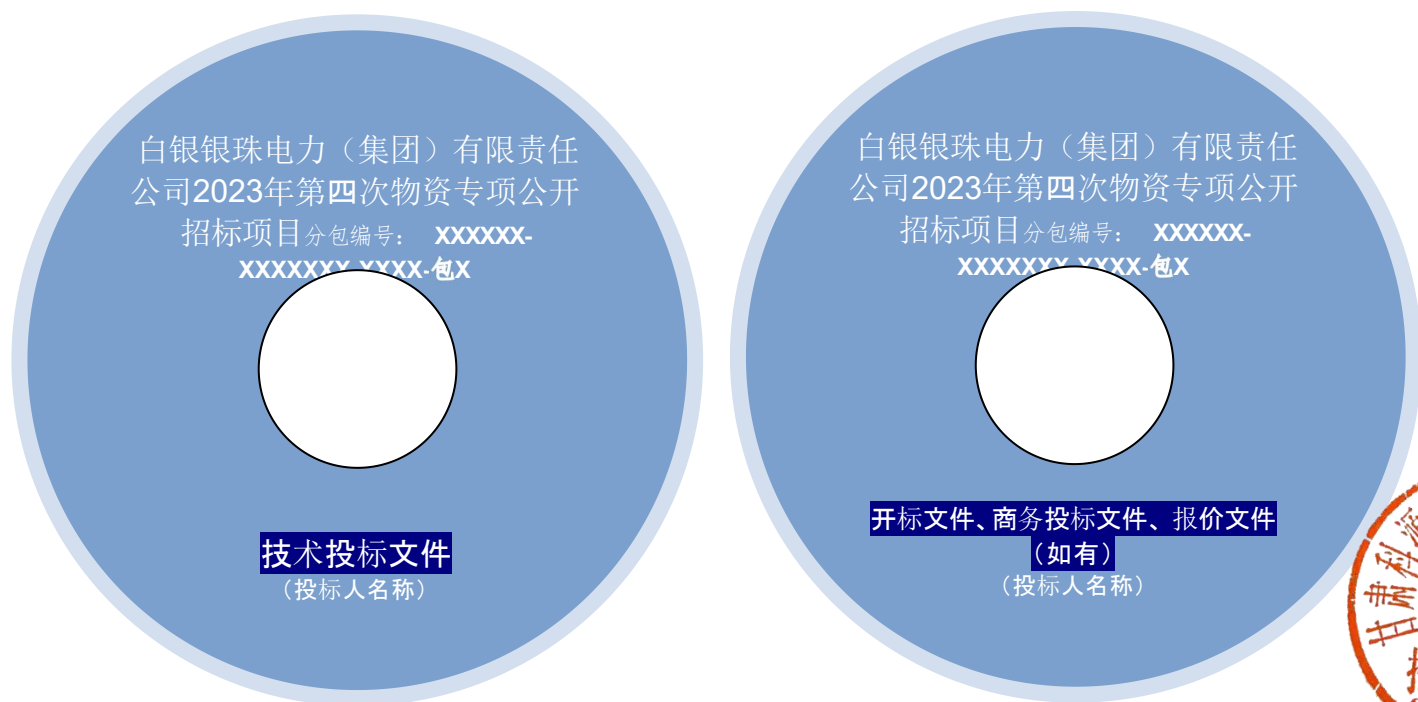 白银银珠电力（集团）有限责任
公司2023年第四次物资专项公开
招标项目分包编号： XXXXXX-
XXXXXXX-XXXX-包X
技术投标文件
（投标人名称）
白银银珠电力（集团）有限责任
公司2023年第四次物资专项公开
招标项目分包编号： XXXXXX-
XXXXXXX-XXXX-包X
开标文件、商务投标文件、报价文件
（如有）
（投标人名称）
甘肃科